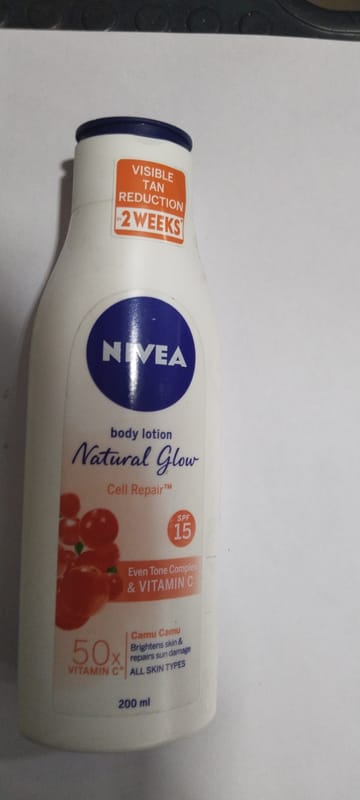 VISIBLE
TAN
REDUCTION
IN 2 WEEKS*
NIVEA
body lotion
Natural Glow
Cell Repair™
SPF
15
Even Tone Complex
& VITAMIN C
50x
VITAMIN C*
Camu Camu
Brightens skin &
repairs sun damage
ALL SKIN TYPES
200 ml